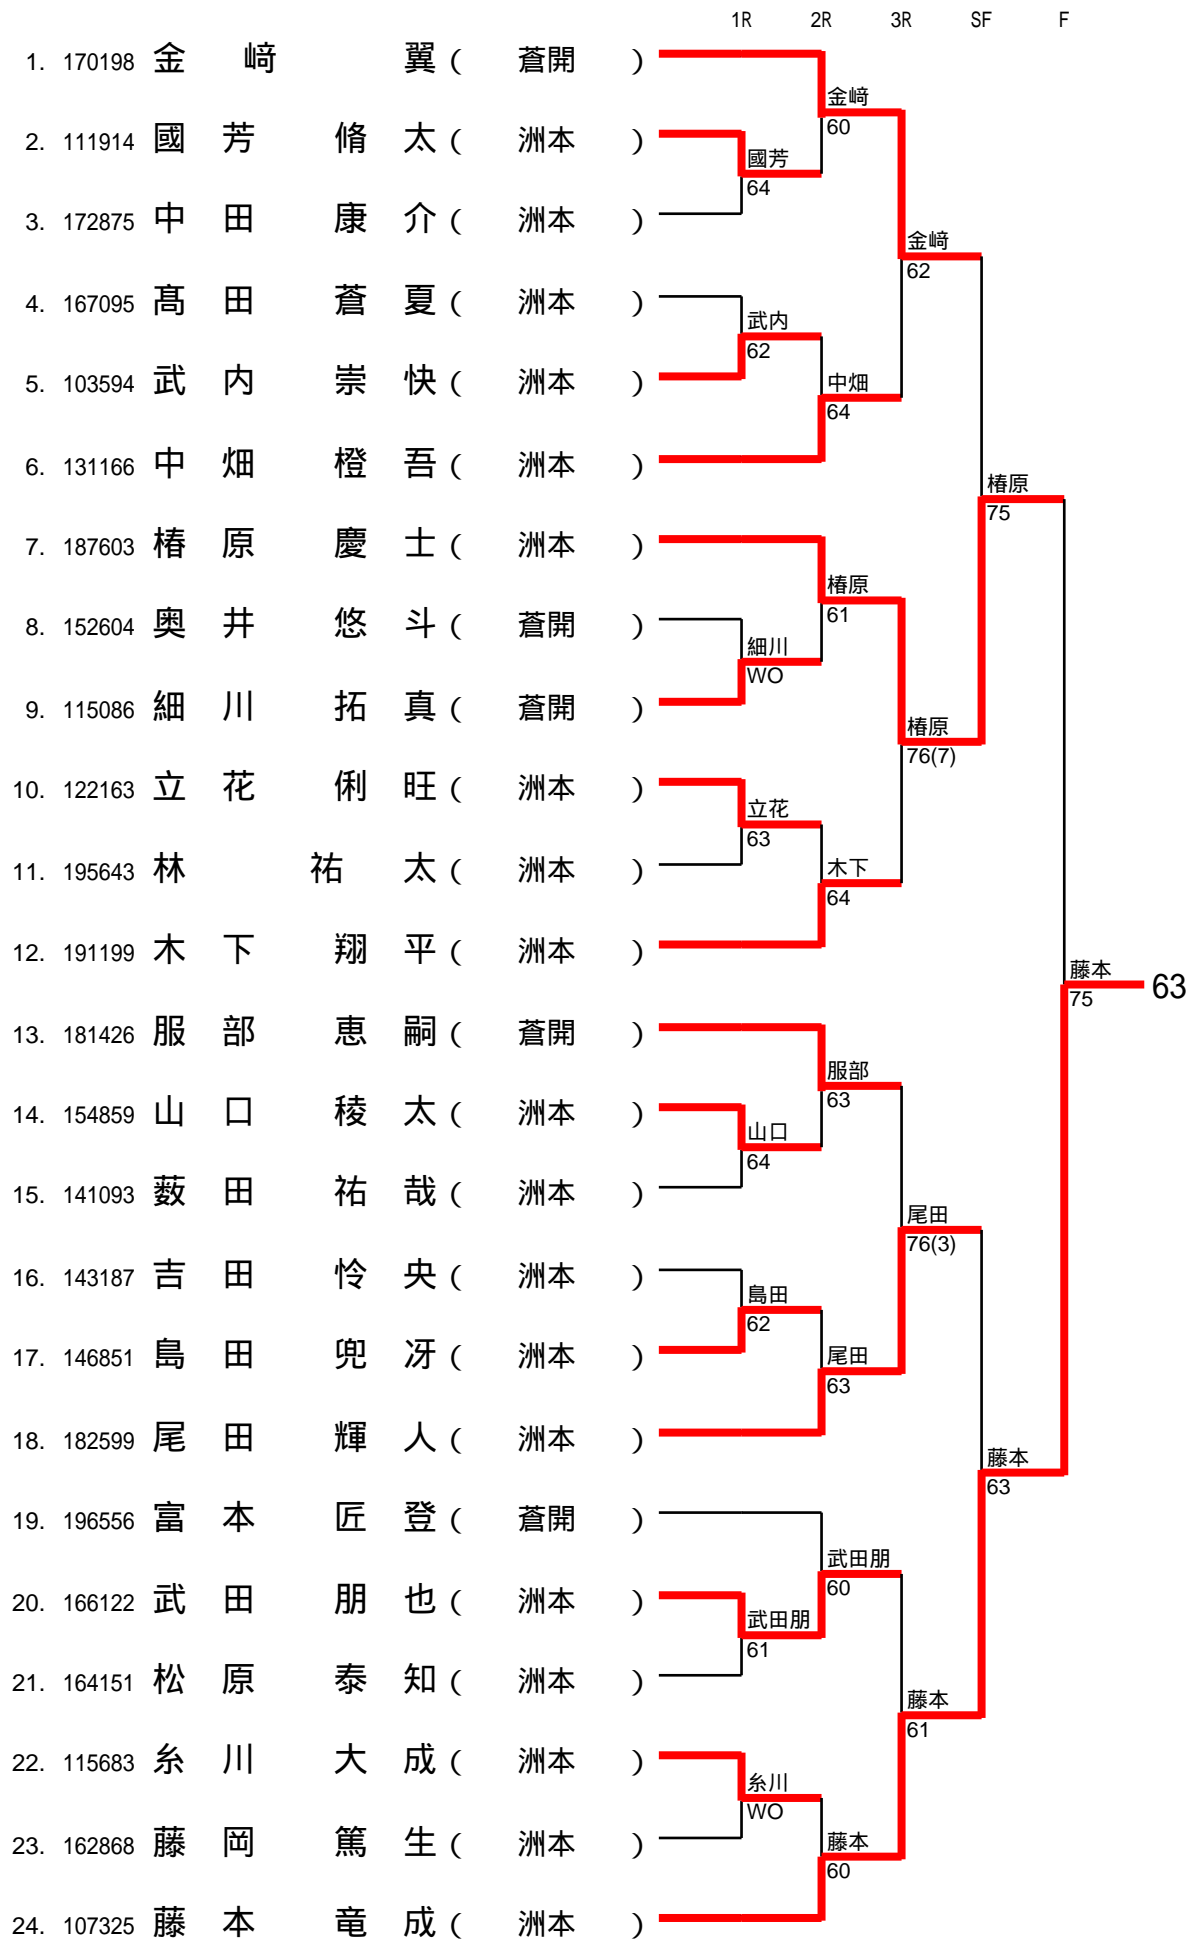 1R 2R 3R SF F
1. 170198 金 﨑 翼 ( 蒼開 )
金﨑
60
2. 111914 國 芳 脩 太 ( 洲本 )
國芳
64
3. 172875 中 田 康 介 ( 洲本 )
金﨑
62
4. 167095 髙 田 蒼 夏 ( 洲本 )
武内
62
5. 103594 武 内 崇 快 ( 洲本 )
中畑
64
6. 131166 中 畑 橙 吾 ( 洲本 )
椿原
75
7. 187603 椿 原 慶 士 ( 洲本 )
椿原
61
8. 152604 奥 井 悠 斗 ( 蒼開 )
細川
WO
9. 115086 細 川 拓 真 ( 蒼開 )
椿原
76(7)
10. 122163 立 花 俐 旺 ( 洲本 )
立花
63
11. 195643 林 祐 太 ( 洲本 )
木下
64
12. 191199 木 下 翔 平 ( 洲本 )
藤本
75
63
13. 181426 服 部 恵 嗣 ( 蒼開 )
服部
63
14. 154859 山 口 稜 太 ( 洲本 )
山口
64
15. 141093 薮 田 祐 哉 ( 洲本 )
尾田
76(3)
16. 143187 吉 田 怜 央 ( 洲本 )
島田
62
17. 146851 島 田 兜 冴 ( 洲本 )
尾田
63
18. 182599 尾 田 輝 人 ( 洲本 )
藤本
63
19. 196556 富 本 匠 登 ( 蒼開 )
武田朋
60
20. 166122 武 田 朋 也 ( 洲本 )
武田朋
61
21. 164151 松 原 泰 知 ( 洲本 )
藤本
61
22. 115683 糸 川 大 成 ( 洲本 )
糸川
WO
23. 162868 藤 岡 篤 生 ( 洲本 )
藤本
60
24. 107325 藤 本 竜 成 ( 洲本 )